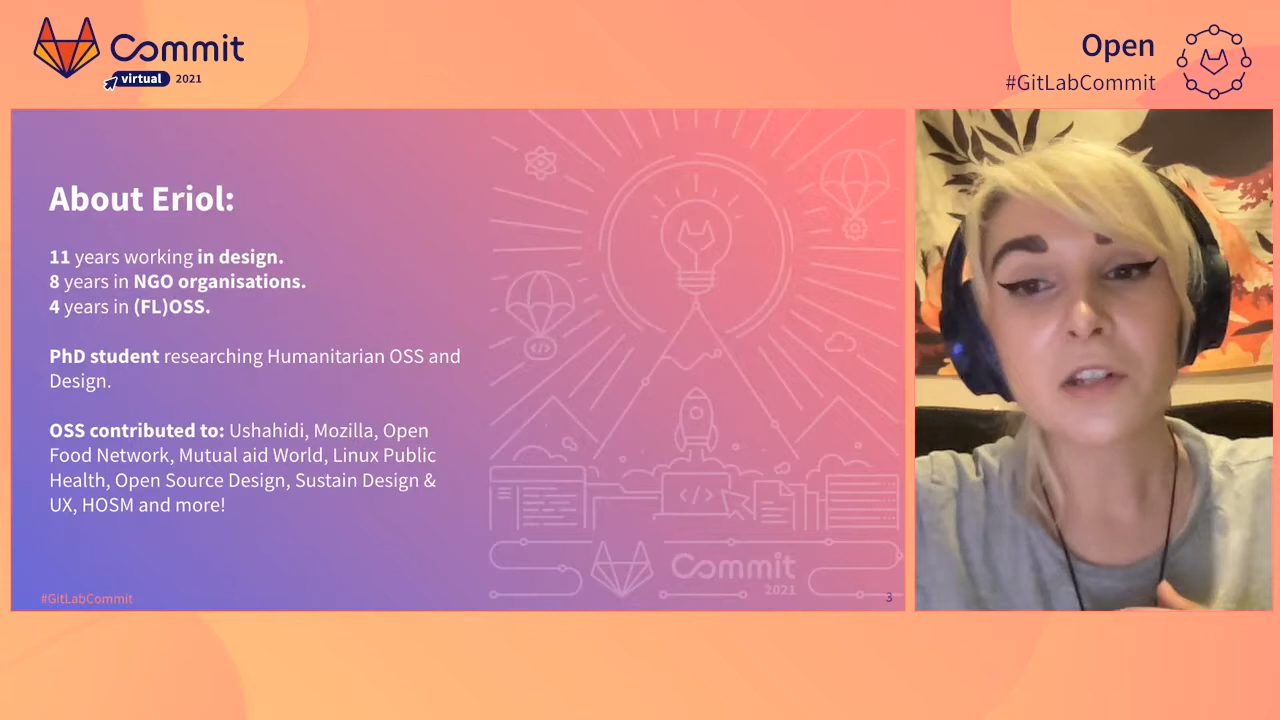 Commit
virtual 2021
Open
#GitLabCommit
About Eriol:
11 years working in design.
8 years in NGO organisations.
4 years in (FL)OSS.
PhD student researching Humanitarian OSS and
Design.
OSS contributed to: Ushahidi, Mozilla, Open
Food Network, Mutual aid World, Linux Public
Health, Open Source Design, Sustain Design &
UX, HOSM and more!
</>
</>
Commit
2021
#GitLabCommit
3